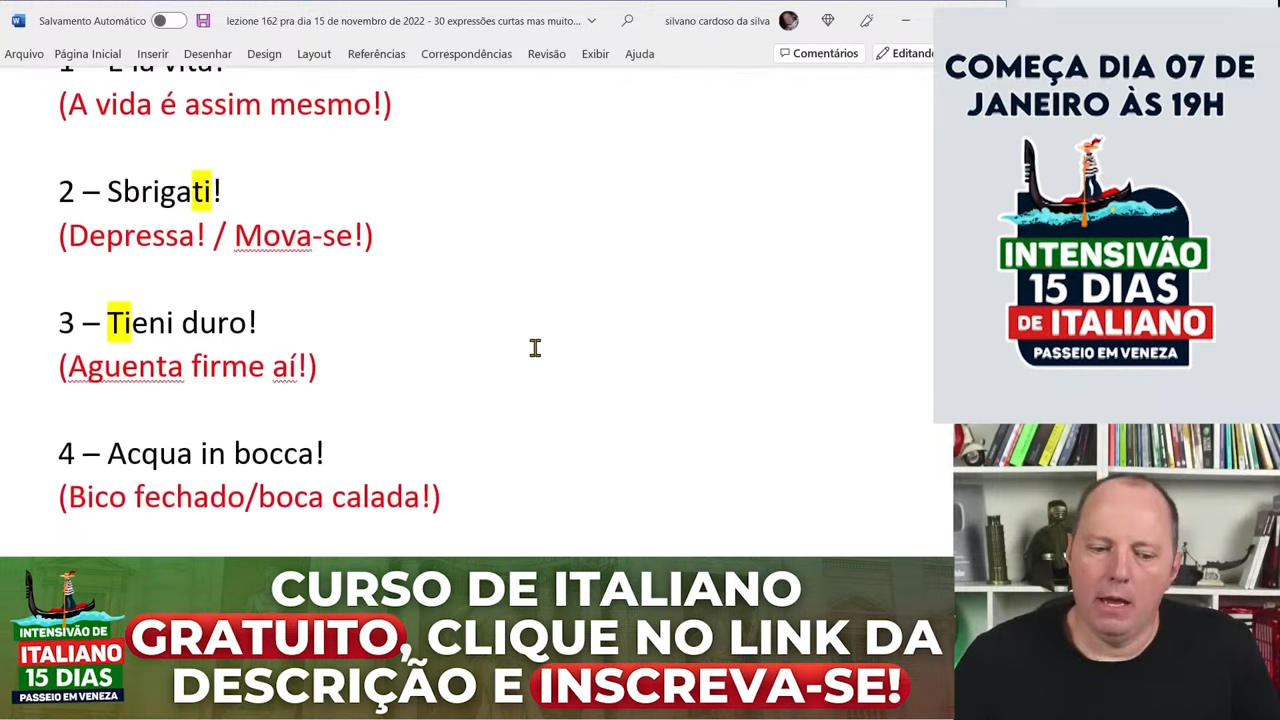 Salvamento Automático
lezione 162 pra dia 15 de novembro de 2022 - 30 expressões curtas mas muito...
silvano cardoso da silva
Arquivo Página Inicial Inserir Desenhar Design Layout Referências Correspondências Revisão Exibir Ajuda
Comentários
Editando
(A vida é assim mesmo!)
2 – Sbrigati!
(Depressa! / Mova-se!)
3 – Tieni duro!
(Aguenta firme aí!)
4 – Acqua in bocca!
(Bico fechado/boca calada!)
COMEÇA DIA 07 DE
JANEIRO ÀS 19H
INTENSIVÃO
15 DIAS
DE ITALIANO
PASSEIO EM VENEZA
INTENSIVÃO DE
ITALIANO
15 DIAS
PASSEIO EM VENEZA
CURSO DE ITALIANO
GRATUITO, CLIQUE NO LINK DA
DESCRIÇÃO E INSCREVA-SE!